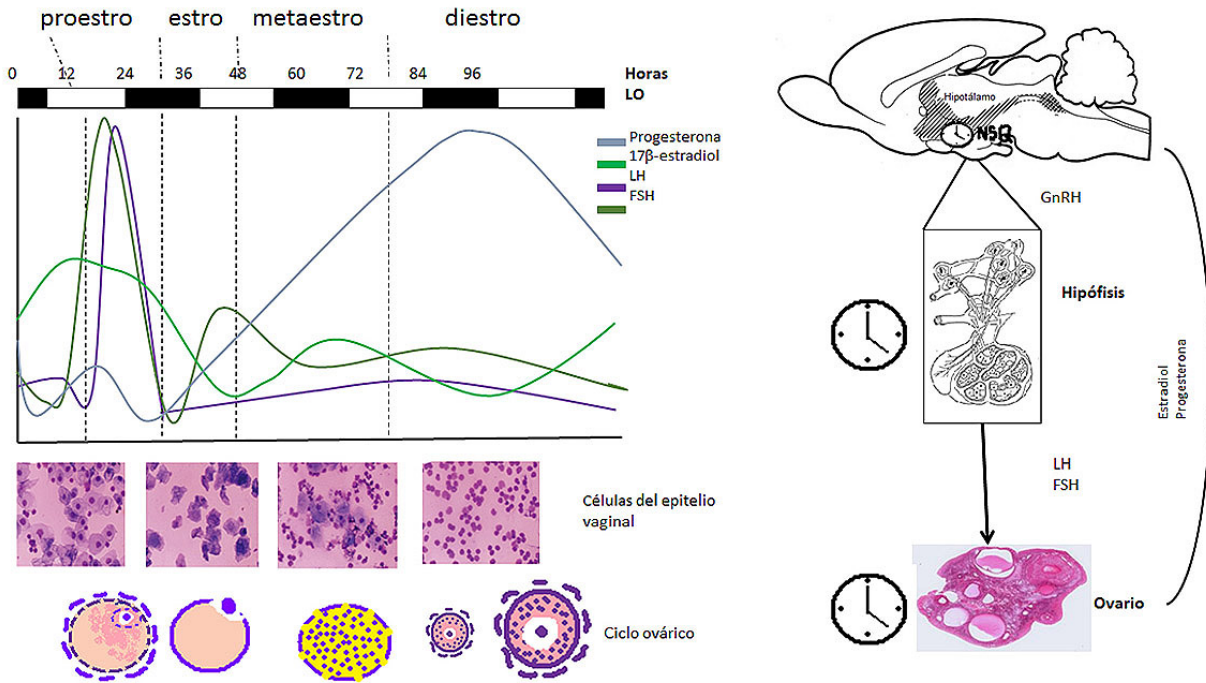 proestro estro metaestro diestro
0 12 24 36 48 60 72 84 96 Horas
LO
Progesterona
17β-estradiol
LH
FSH
Células del epitelio
vaginal
Ciclo ovárico
Hipotálamo
NSQ
GnRH
Hipófisis
Estradiol
Progesterona
LH
FSH
Ovario